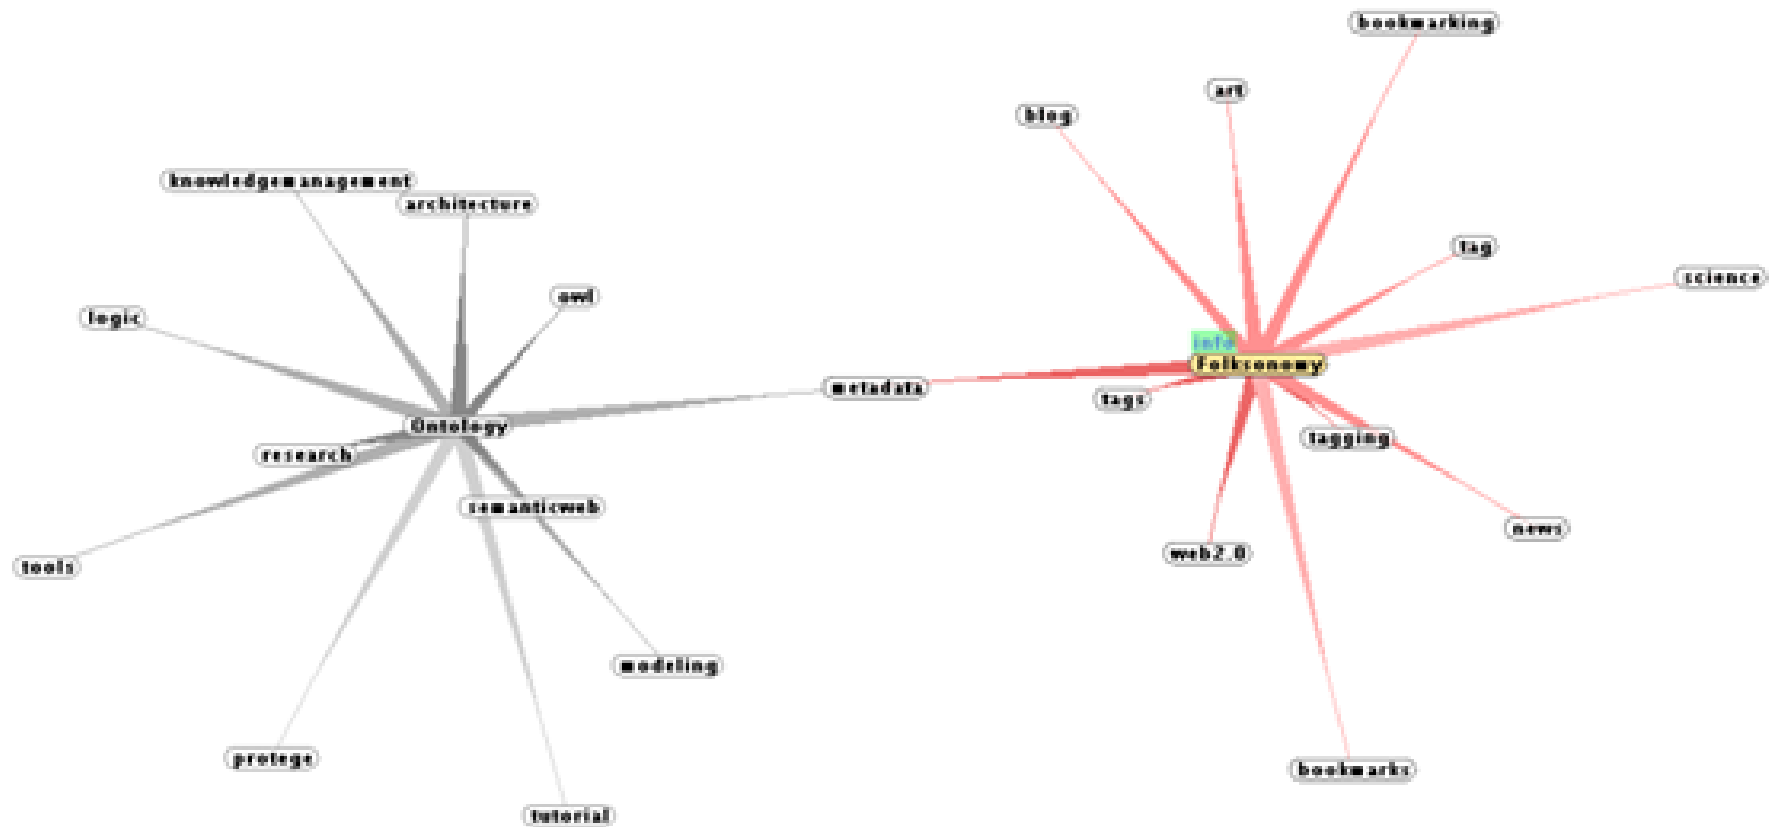 bookmarking
art
blog
knowledgemanagement
architecture
tag
science
owl
logic
info
Folksonomy
metadata
tags
Ontology
tagging
research
semanticweb
news
web2.0
tools
modeling
protege
bookmarks
tutorial